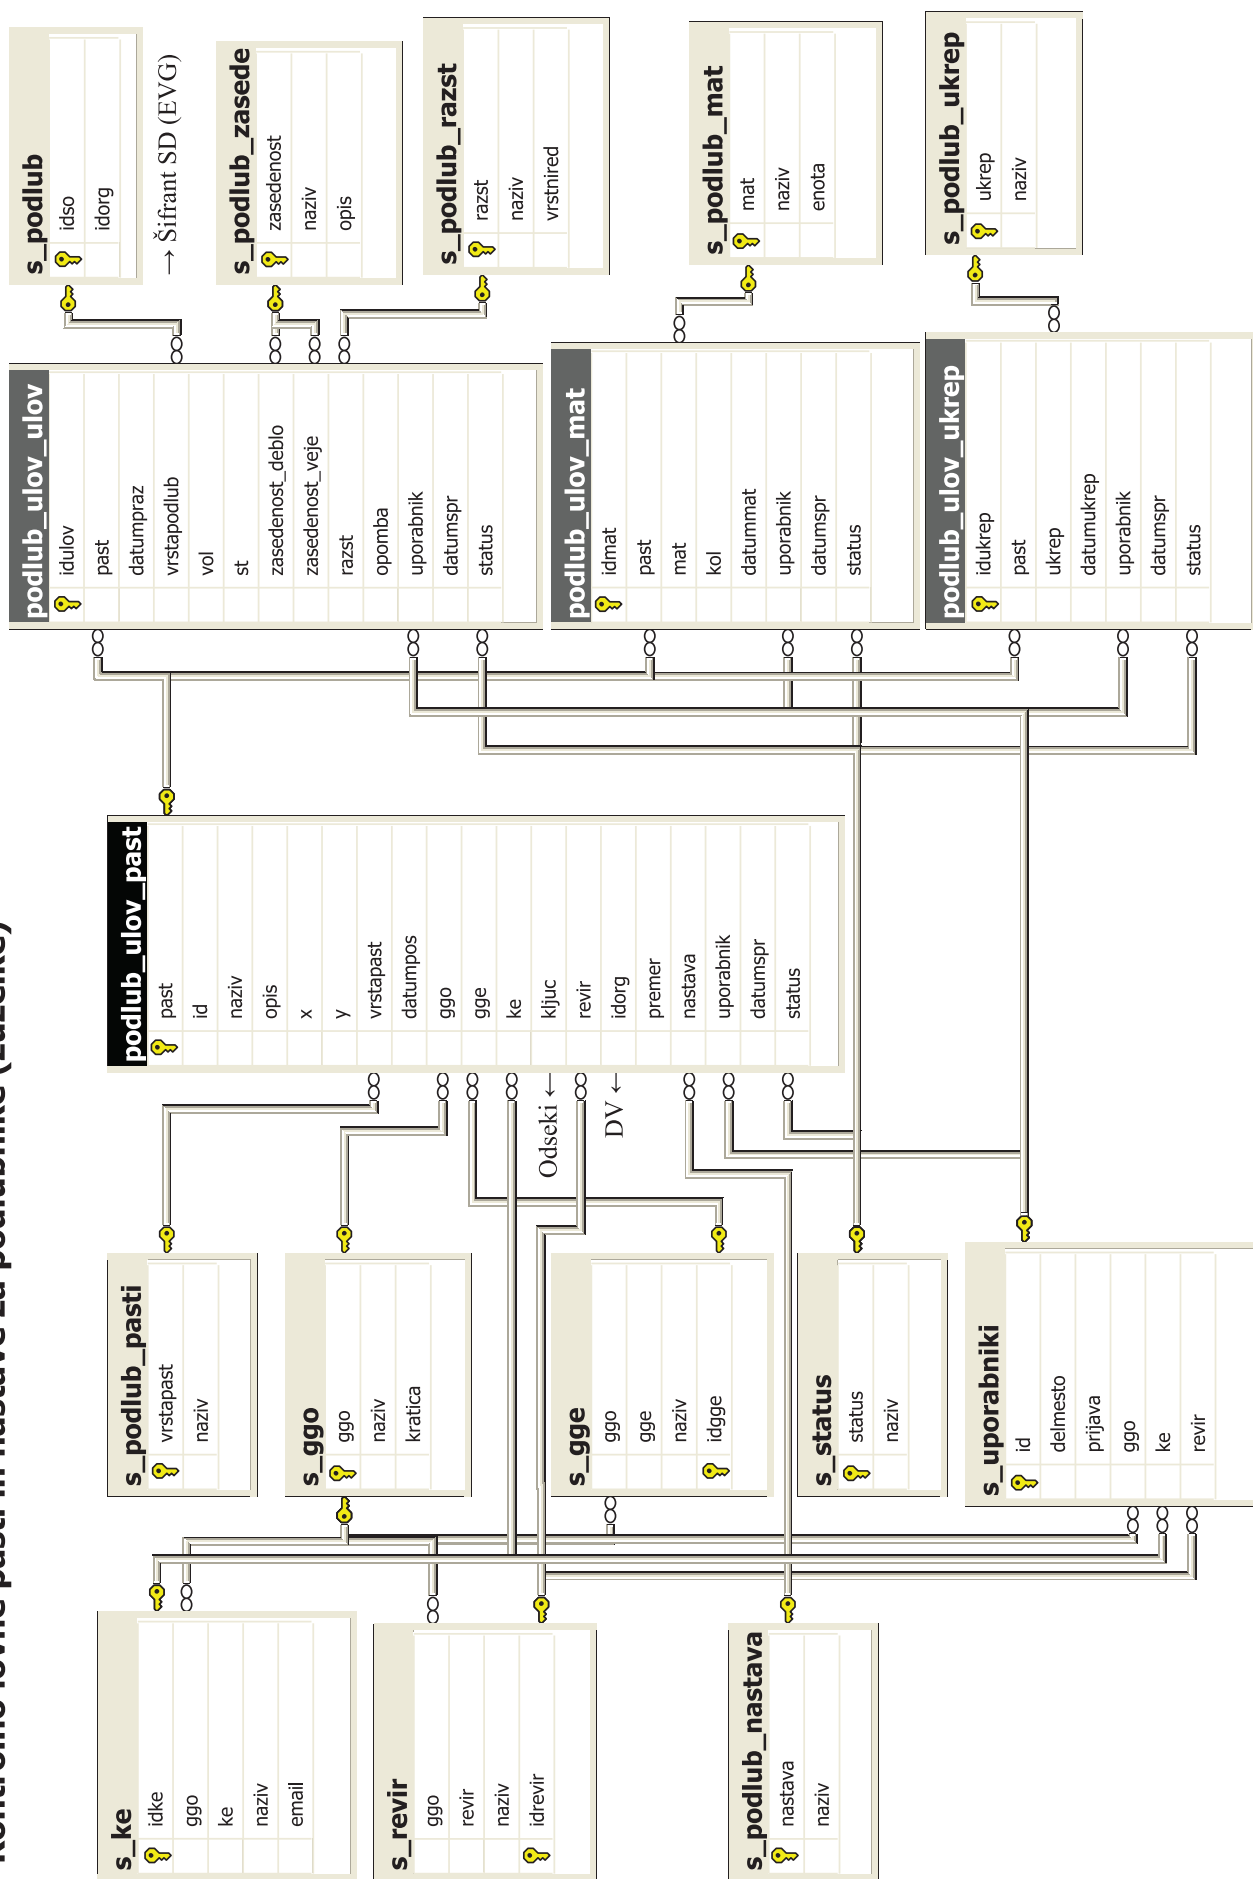 s_ke
idke
ggo
ke
naziv
email
s_revir
ggo
revir
naziv
idrevir
s_podlub_nastava
nastava
naziv
s_podlub_pasti
vrstapast
naziv
s_ggo
ggo
naziv
kratica
s_gge
ggo
gge
naziv
idgge
s_status
status
naziv
s_uporabniki
id
delmesto
prijava
ggo
ke
revir
Odseki ←
DV ←
podlub_ulov_past
past
id
naziv
opis
x
y
vrstapast
datumpos
ggo
gge
ke
kljuc
revir
idorg
premer
nastava
uporabnik
datumspr
status
podlub_ulov_ulov
idulov
past
datumpraz
vrstapodlub
vol
st
zasedenost_deblo
zasedenost_veje
razst
opomba
uporabnik
datumspr
status
podlub_ulov_mat
idmat
past
mat
kol
datummat
uporabnik
datumspr
status
podlub_ulov_ukrep
idukrep
past
ukrep
datumukrep
uporabnik
datumspr
status
s_podlub
idso
idorg
→ Šifrant SD (EVG)
s_podlub_zasede
zasedenost
naziv
opis
s_podlub_razst
razst
naziv
vrstnired
s_podlub_mat
mat
naziv
enota
s_podlub_ukrep
ukrep
naziv